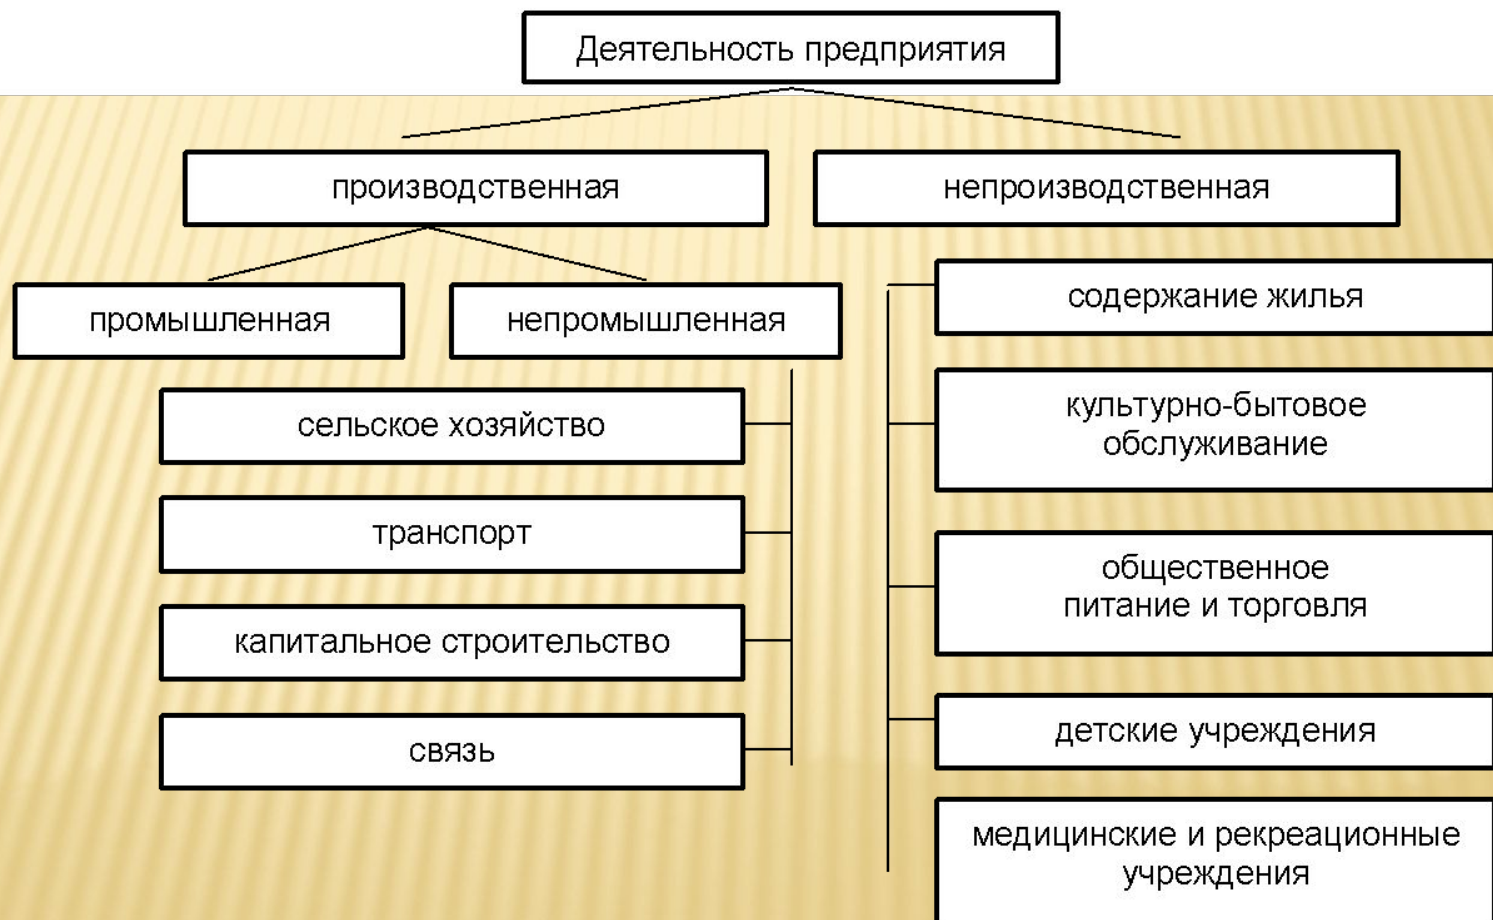 Деятельность предприятия
производственная
непроизводственная
промышленная
непромышленная
сельское хозяйство
транспорт
капитальное строительство
связь
содержание жилья
культурно-бытовое
обслуживание
общественное
питание и торговля
детские учреждения
медицинские и рекреационные
учреждения